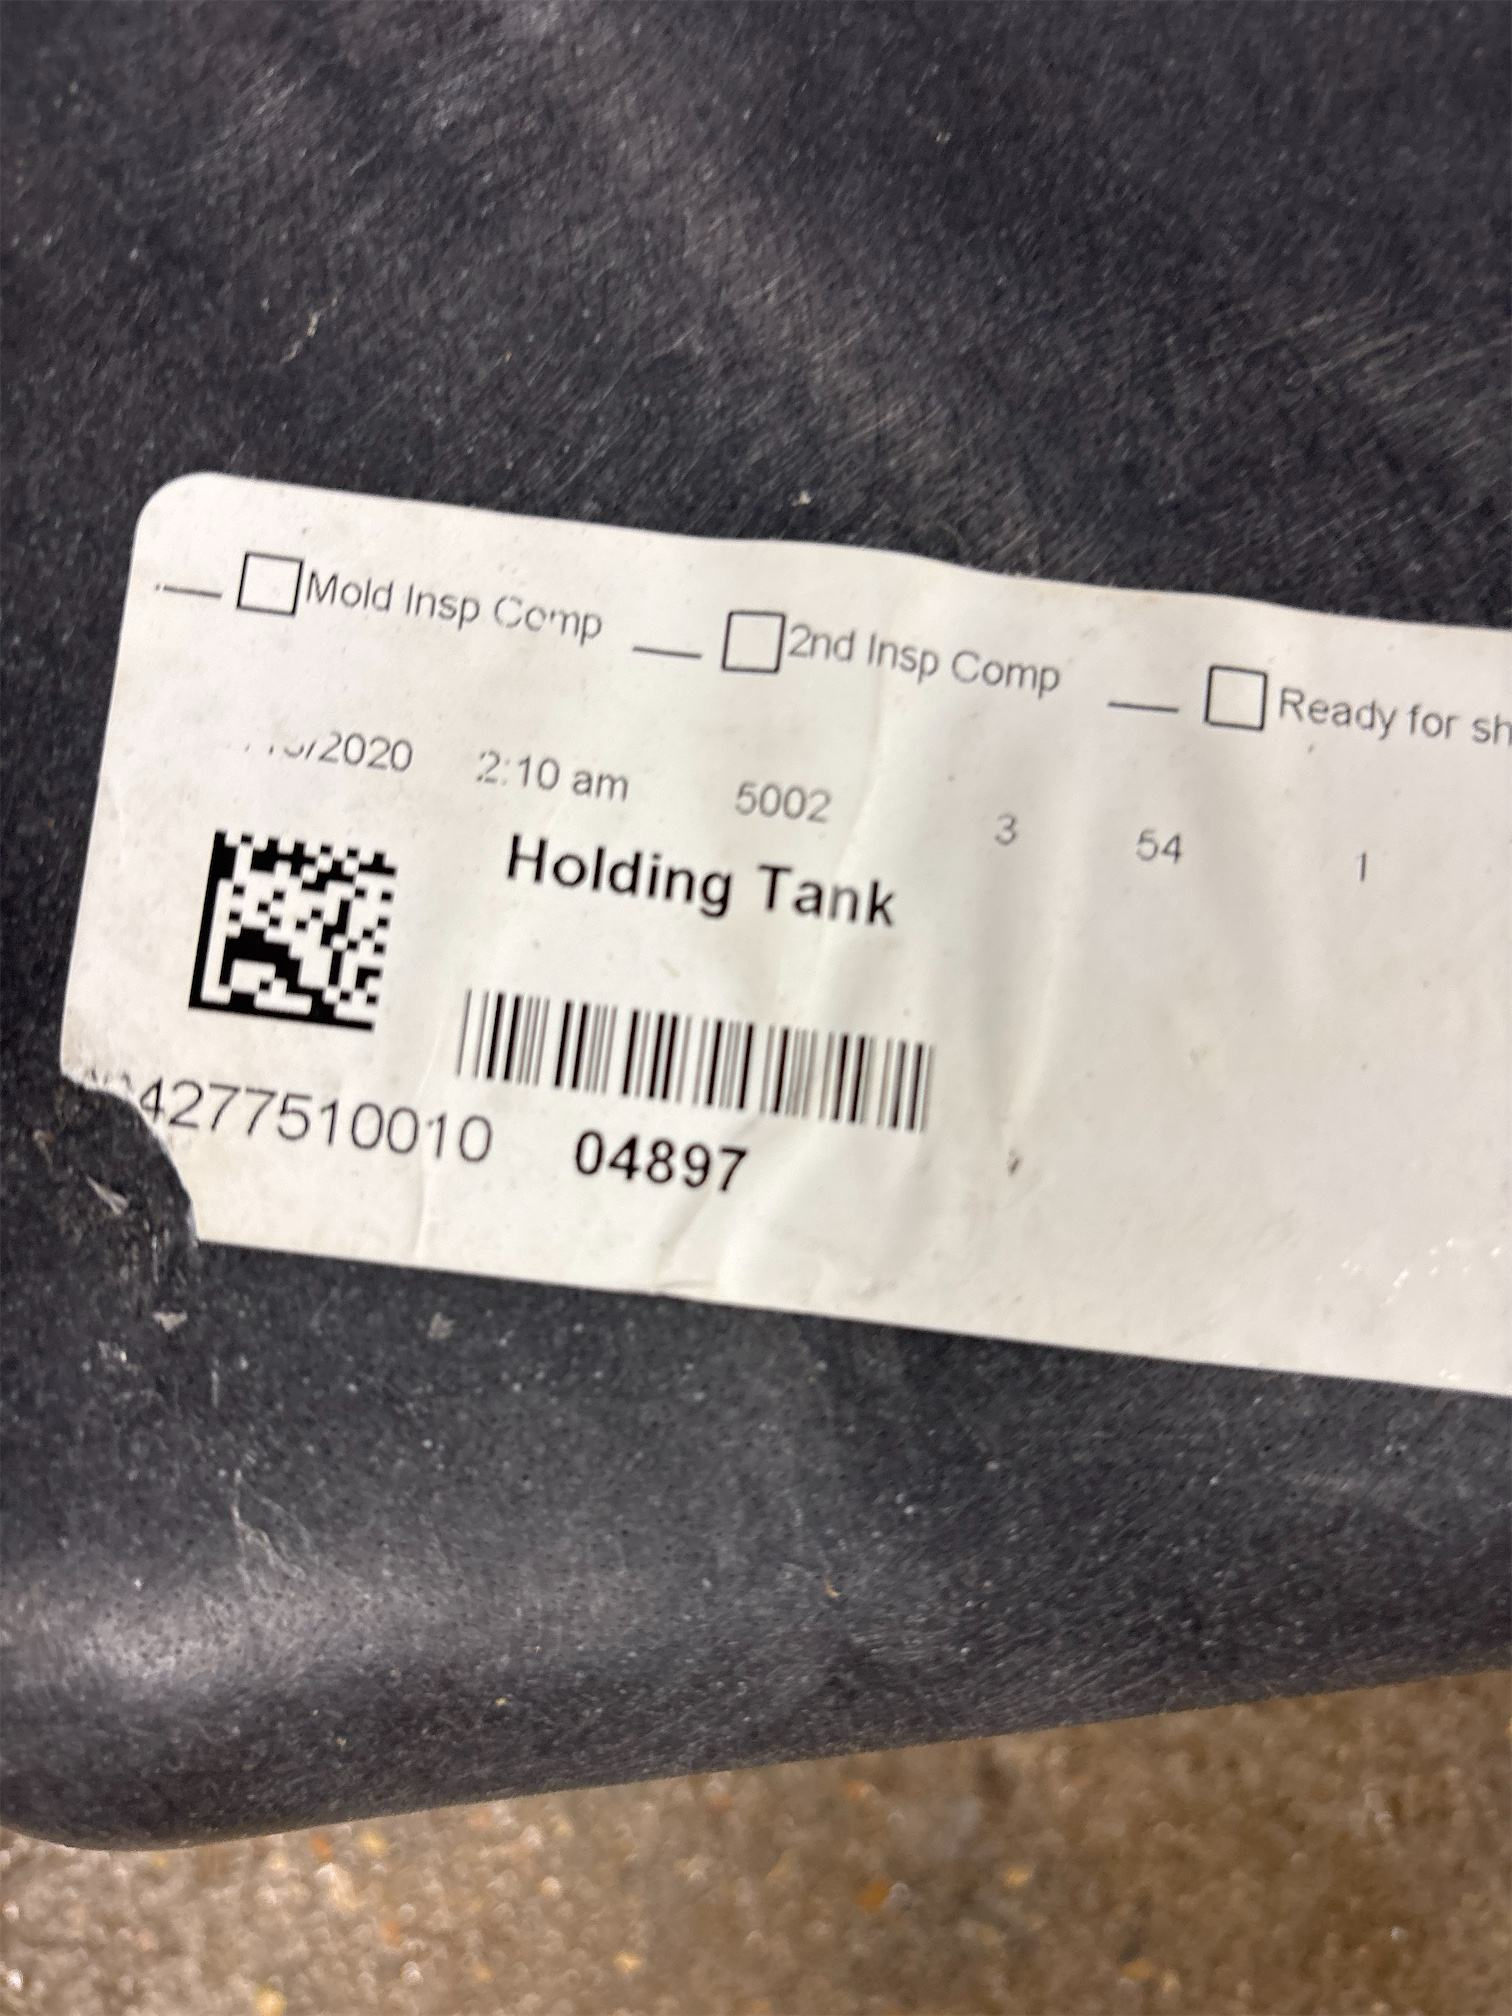 Mold Insp Comp 2nd Insp Comp Ready for sh
/2020 2:10 am 5002 3 54 1
Holding Tank
4277510010 04897